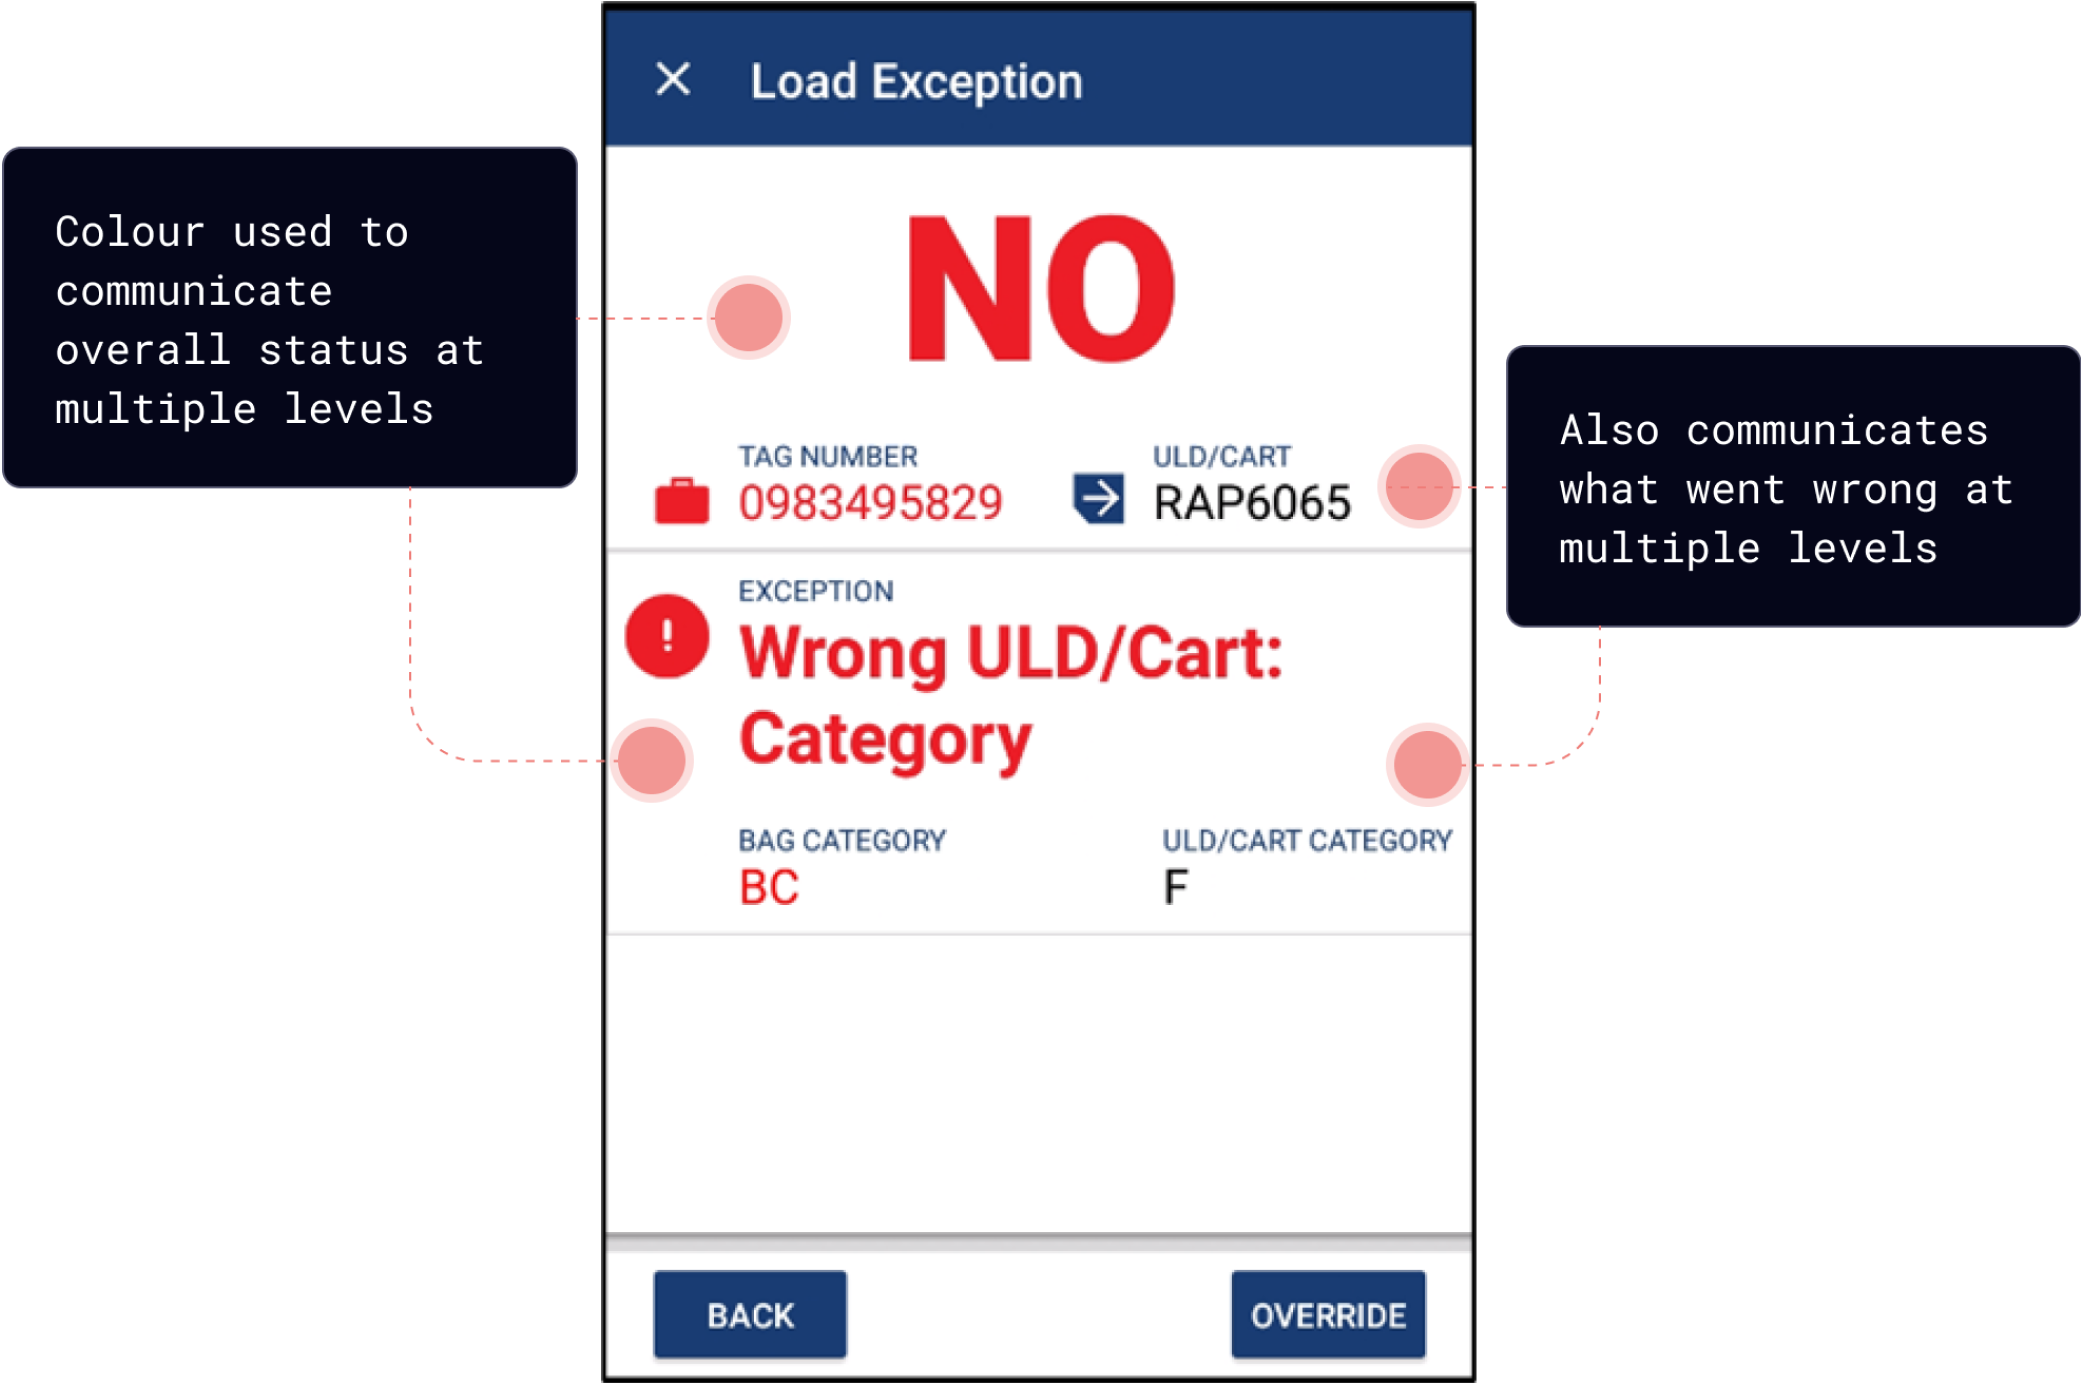 Load Exception
Colour used to
communicate
overall status at
multiple levels
NO
TAG NUMBER
0983495829
ULD/CART
RAP6065
Also communicates
what went wrong at
multiple levels
EXCEPTION
Wrong ULD/Cart:
Category
BAG CATEGORY
BC
ULD/CART CATEGORY
F
BACK
OVERRIDE